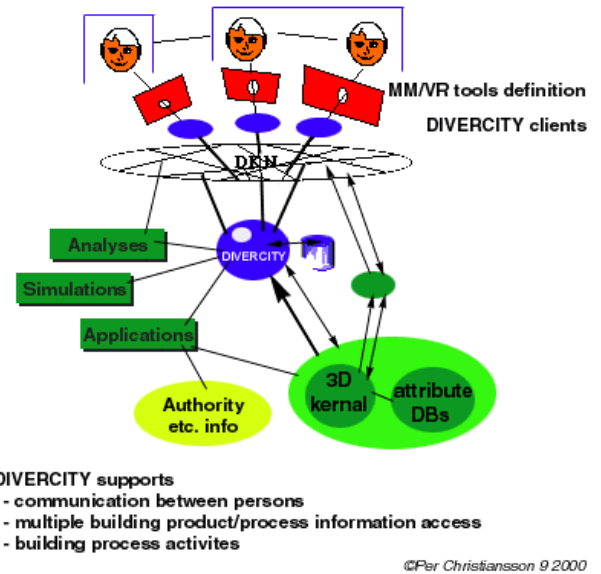 MM/VR tools definition
DIVERCITY clients
DKN
Analyses
DIVERCITY
Simulations
Applications
3D
kernal
attribute
DBs
Authority
etc. info
DIVERCITY supports
- communication between persons
- multiple building product/process information access
- building process activites
©Per Christiansson 9 2000